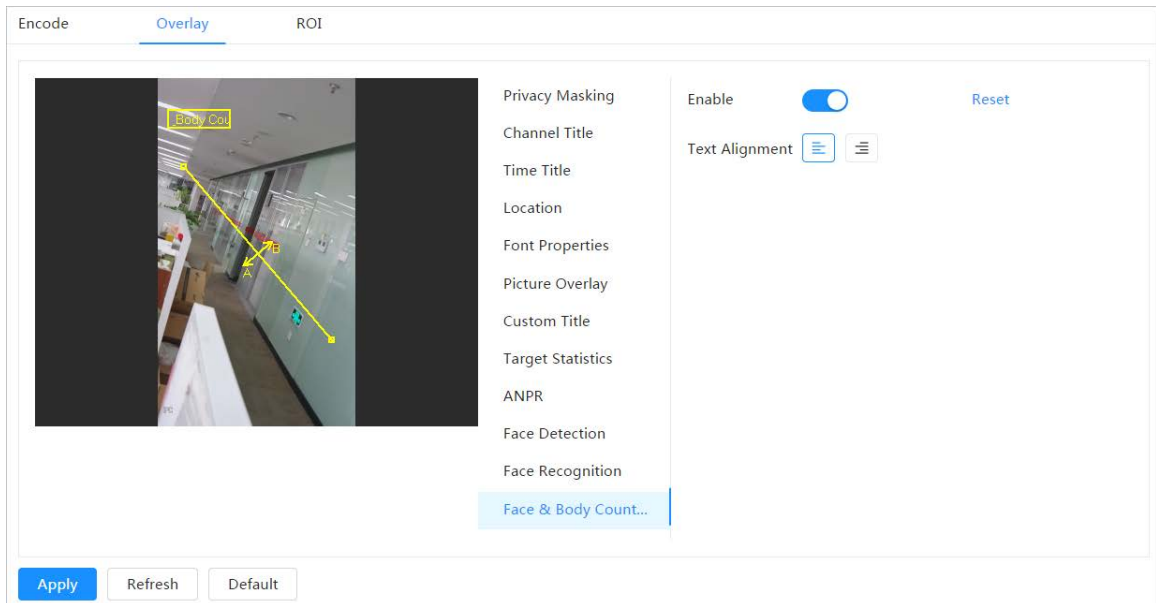 Encode Overlay ROI
_Body Cou
B
A
Privacy Masking
Channel Title
Time Title
Location
Font Properties
Picture Overlay
Custom Title
Target Statistics
ANPR
Face Detection
Face Recognition
Face & Body Count...
Enable Reset
Text Alignment
Apply Refresh Default